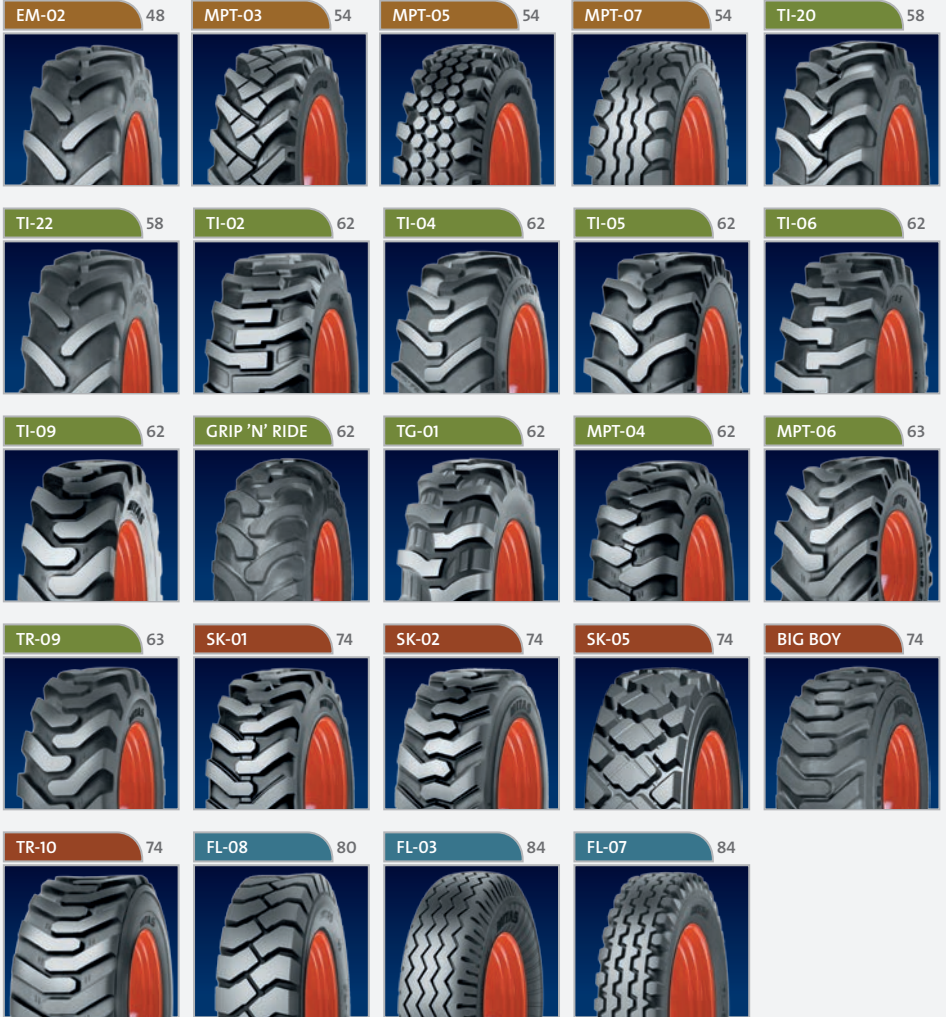 EM-02 48 MPT-03 54 MPT-05 54 MPT-07 54 TI-20 58
TI-22 58 TI-02 62 TI-04 62 TI-05 62 TI-06 62
TI-09 62 GRIP ’N’ RIDE 62 TG-01 62 MPT-04 62 MPT-06 63
TR-09 63 SK-01 74 SK-02 74 SK-05 74 BIG BOY 74
TR-10 74 FL-08 80 FL-03 84 FL-07 84